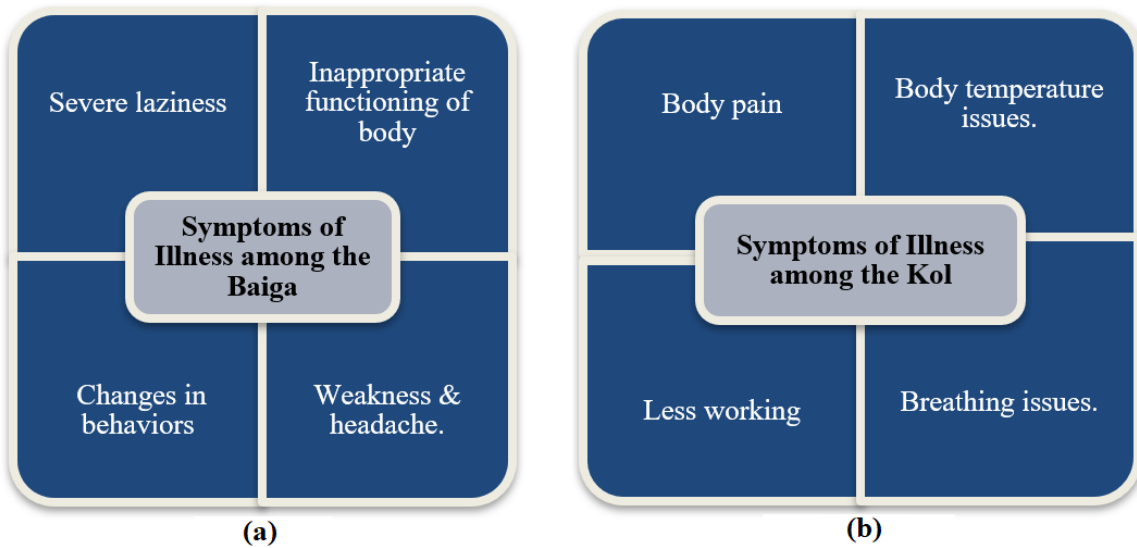 Severe laziness
Inappropriate
functioning of
body
Symptoms of
Illness among the
Baiga
Changes in
behaviors
Weakness &
headache.
(a)
Body pain
Body temperature
issues.
Symptoms of Illness
among the Kol
Less working
Breathing issues.
(b)